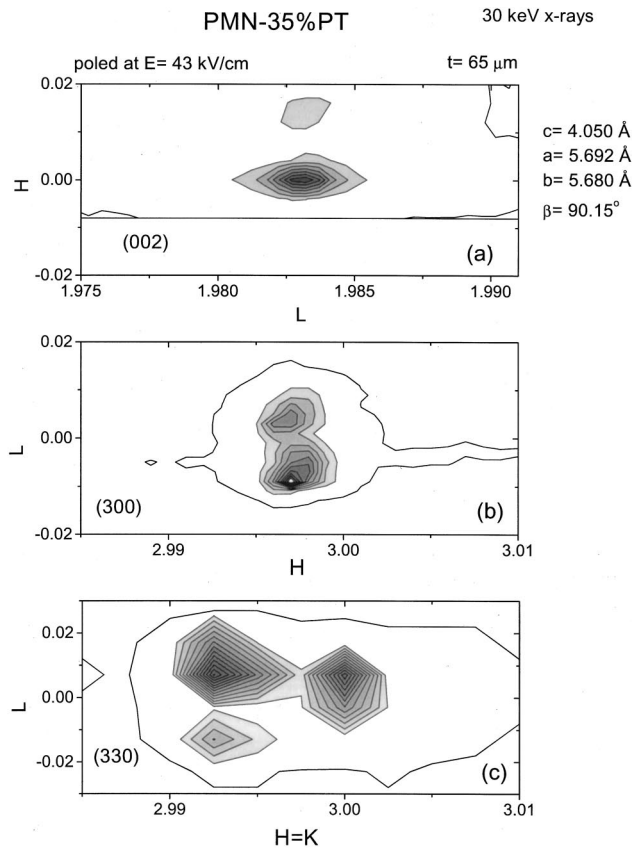 PMN-35%PT
30 keV x-rays
poled at E= 43 kV/cm
t= 65 μm
0.02
0.00
-0.02
H
(002)
(a)
1.975
1.980
1.985
1.990
L
c= 4.050 Å
a= 5.692 Å
b= 5.680 Å
β= 90.15°
0.02
0.00
-0.02
L
(300)
(b)
2.99
3.00
3.01
H
0.02
0.00
-0.02
L
(330)
(c)
2.99
3.00
3.01
H=K